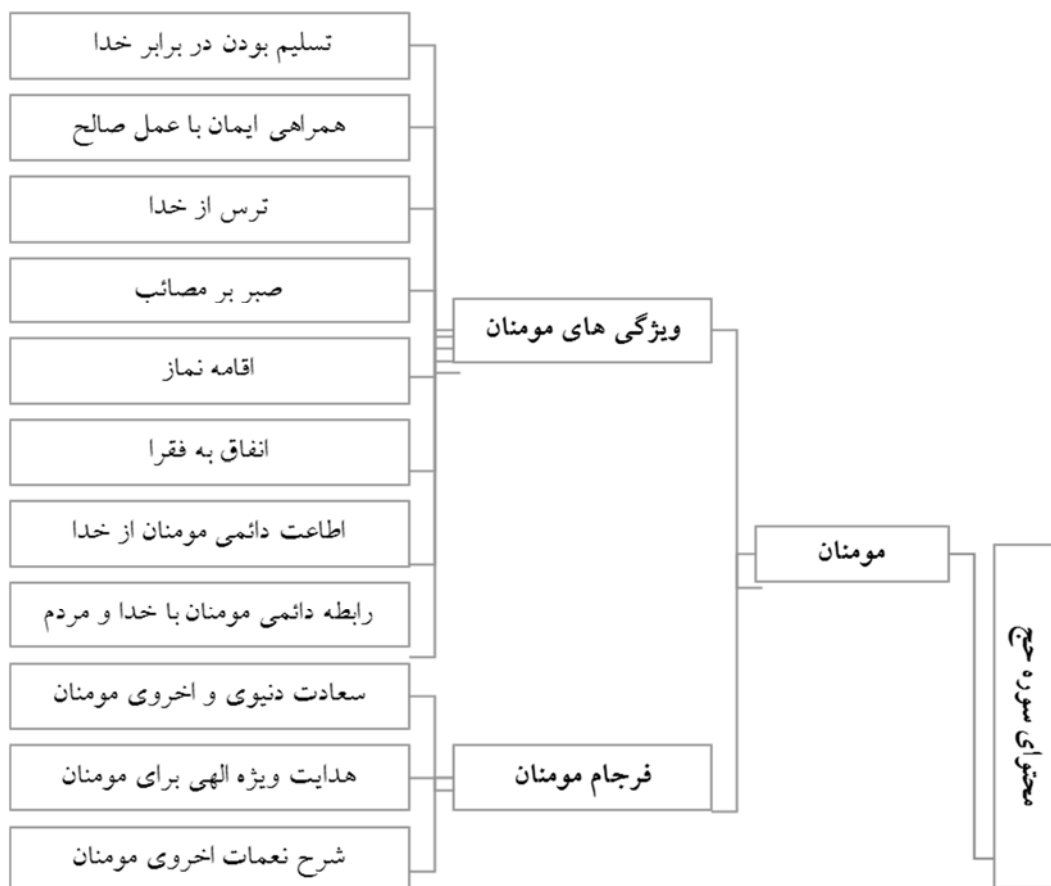 محتوای سوره حج
مومنان
ویژگی های مومنان
تسلیم بودن در برابر خدا
همراهی ایمان با عمل صالح
ترس از خدا
صبر بر مصائب
اقامه نماز
انفاق به فقرا
اطاعت دائمی مومنان از خدا
رابطه دائمی مومنان با خدا و مردم
فرجام مومنان
سعادت دنیوی و اخروی مومنان
هدایت ویژه الهی برای مومنان
شرح نعمات اخروی مومنان